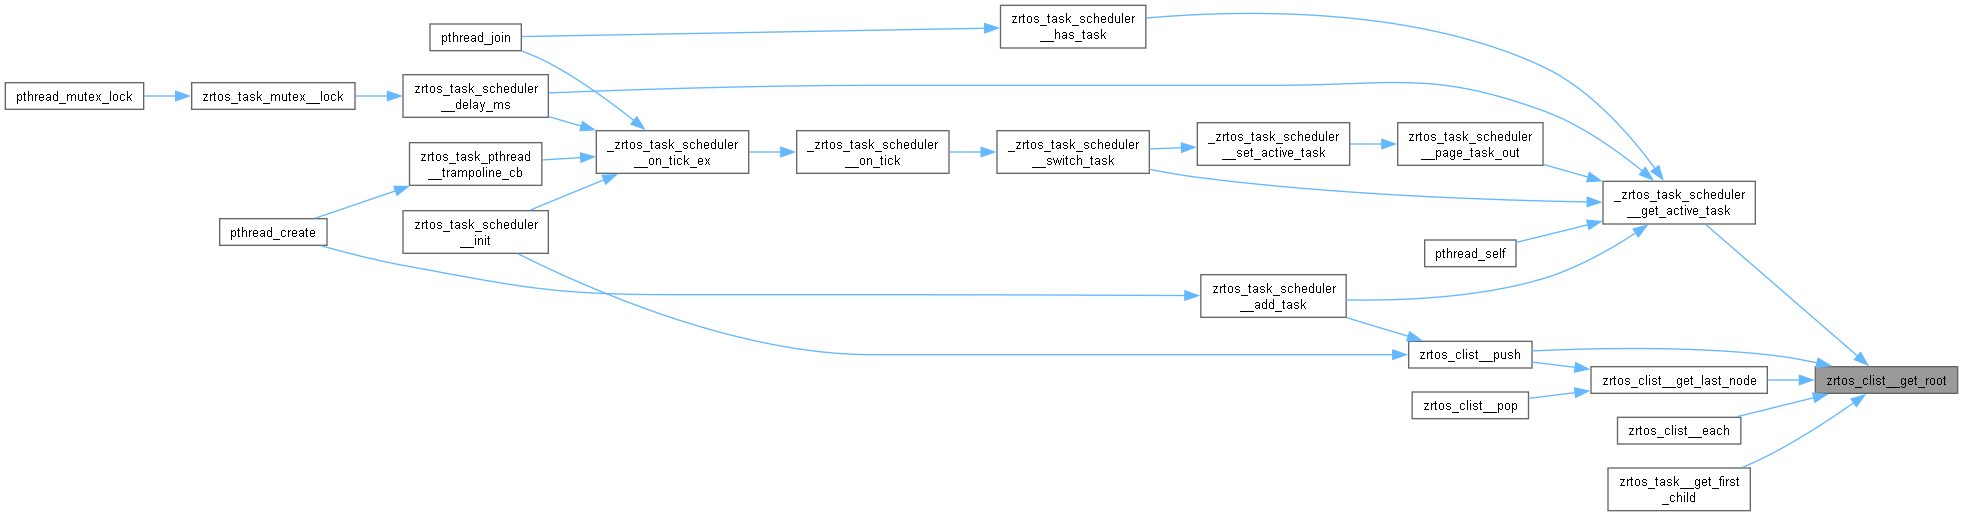 zrtos_task_scheduler
__has_task
pthread_join
zrtos_task_scheduler
__delay_ms
pthread_mutex_lock
zrtos_task_mutex__lock
_zrtos_task_scheduler
__on_tick_ex
_zrtos_task_scheduler
__on_tick
_zrtos_task_scheduler
__switch_task
_zrtos_task_scheduler
__set_active_task
zrtos_task_scheduler
__page_task_out
zrtos_task_pthread
__trampoline_cb
_zrtos_task_scheduler
__get_active_task
pthread_create
zrtos_task_scheduler
__init
pthread_self
zrtos_task_scheduler
__add_task
zrtos_clist__push
zrtos_clist__get_last_node
zrtos_clist__get_root
zrtos_clist__pop
zrtos_clist__each
zrtos_task__get_first
_child